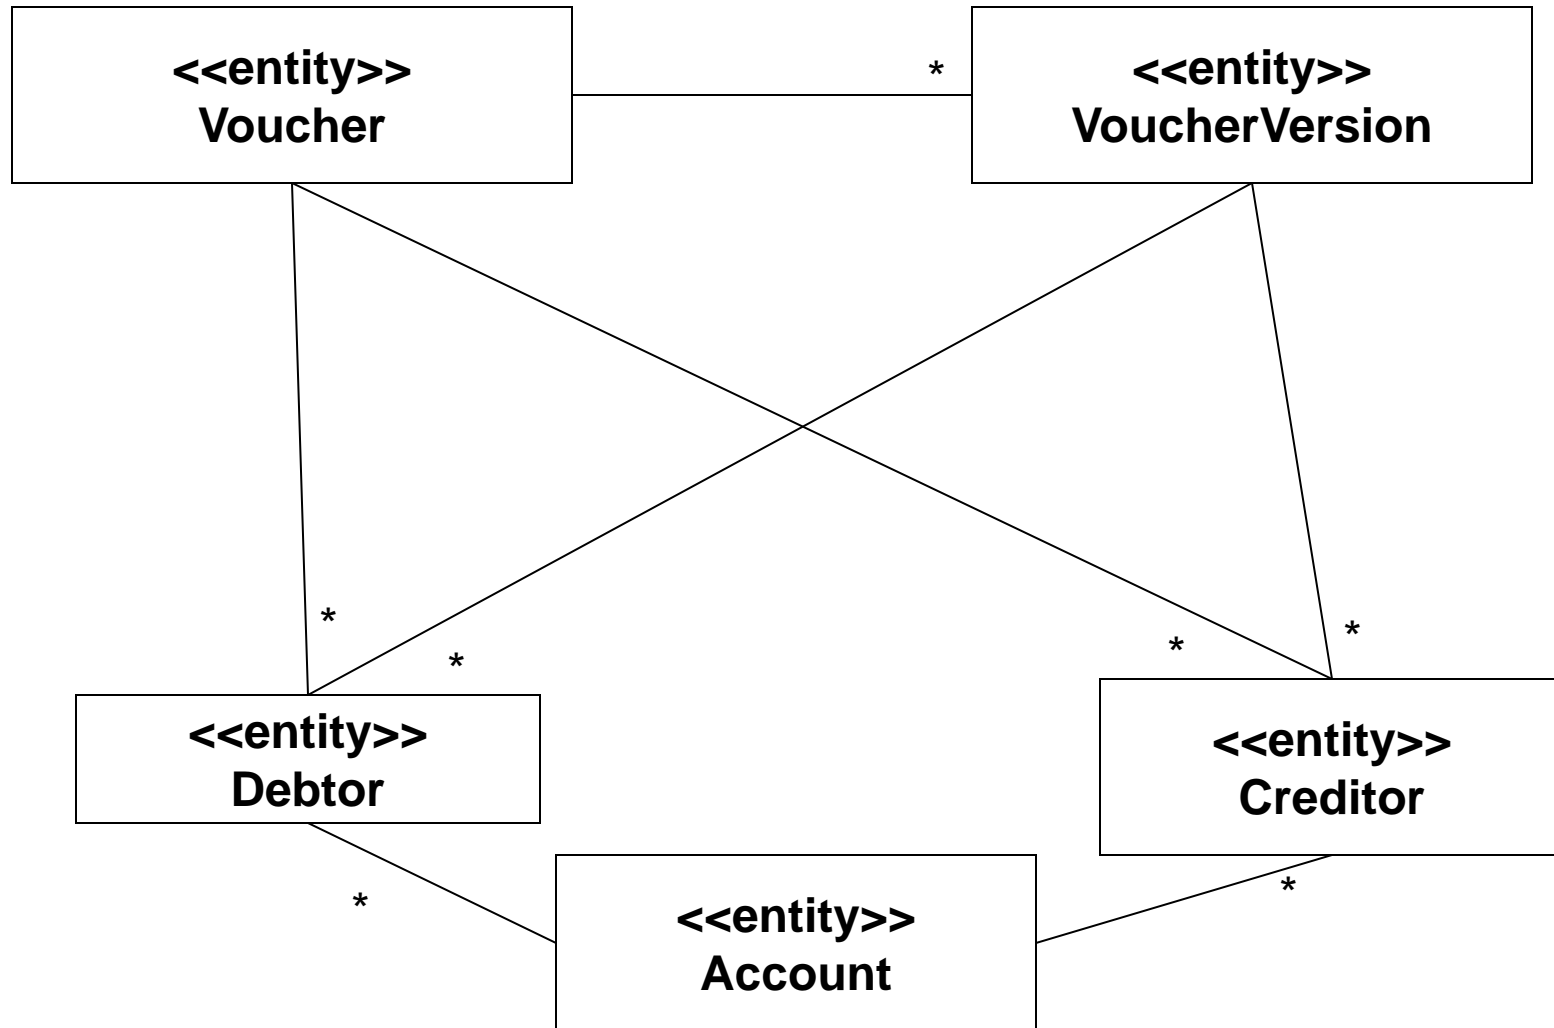 <<entity>>
Voucher
*
<<entity>>
VoucherVersion
*
*
*
*
<<entity>>
Debtor
<<entity>>
Creditor
*
*
<<entity>>
Account